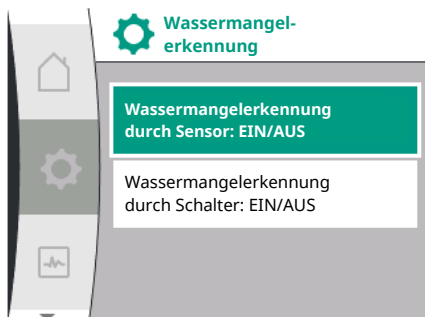 Wassermangel-
erkennung
Wassermangelerkennung
durch Sensor: EIN/AUS
Wassermangelerkennung
durch Schalter: EIN/AUS